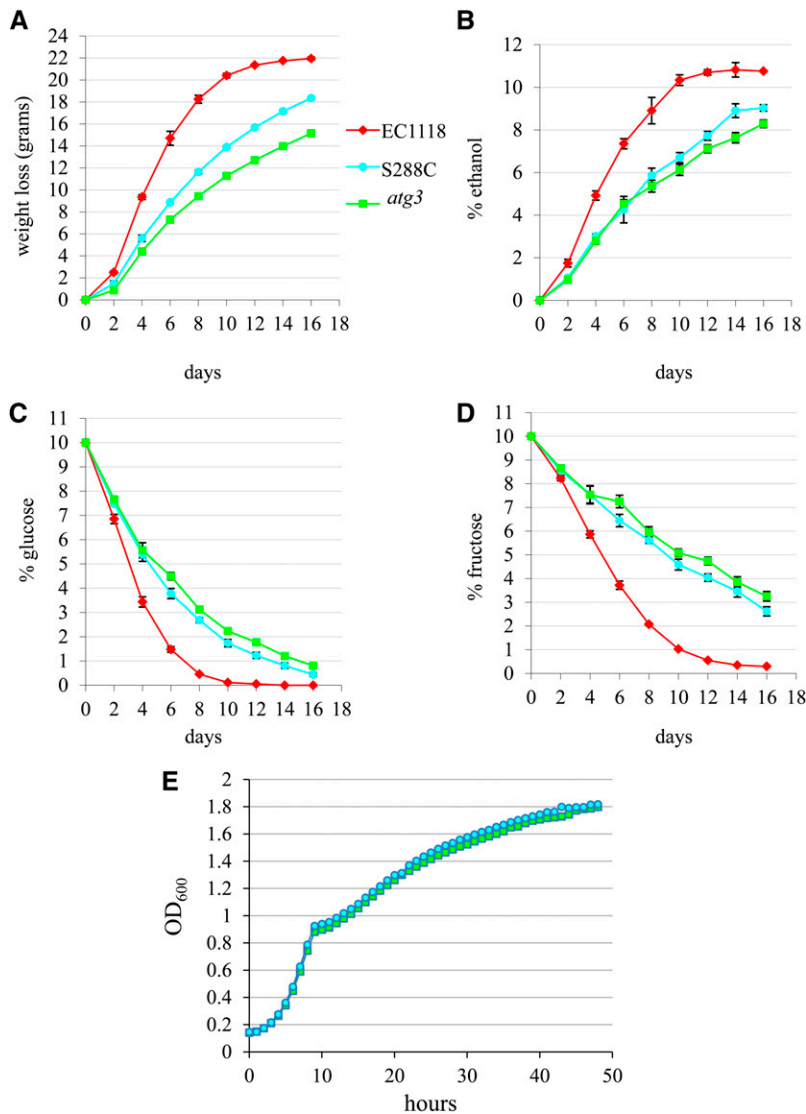 A
24
22
20
18
16
14
12
10
8
6
4
2
0
weight loss (grams)
0 2 4 6 8 10 12 14 16 18
days
EC1118
S288C
atg3
B
12
10
8
6
4
2
0
% ethanol
0 2 4 6 8 10 12 14 16 18
days
C
11
10
9
8
7
6
5
4
3
2
1
0
% glucose
0 2 4 6 8 10 12 14 16 18
days
D
11
10
9
8
7
6
5
4
3
2
1
0
% fructose
0 2 4 6 8 10 12 14 16 18
days
E
2
1.8
1.6
1.4
1.2
1
0.8
0.6
0.4
0.2
0
OD600
0 10 20 30 40 50
hours